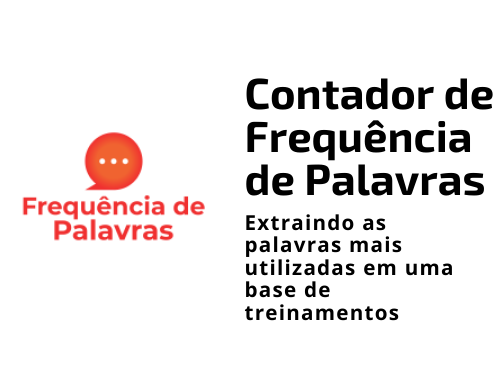 Frequência de
Palavras
Contador de
Frequência
de Palavras
Extraindo as
palavras mais
utilizadas em uma
base de
treinamentos